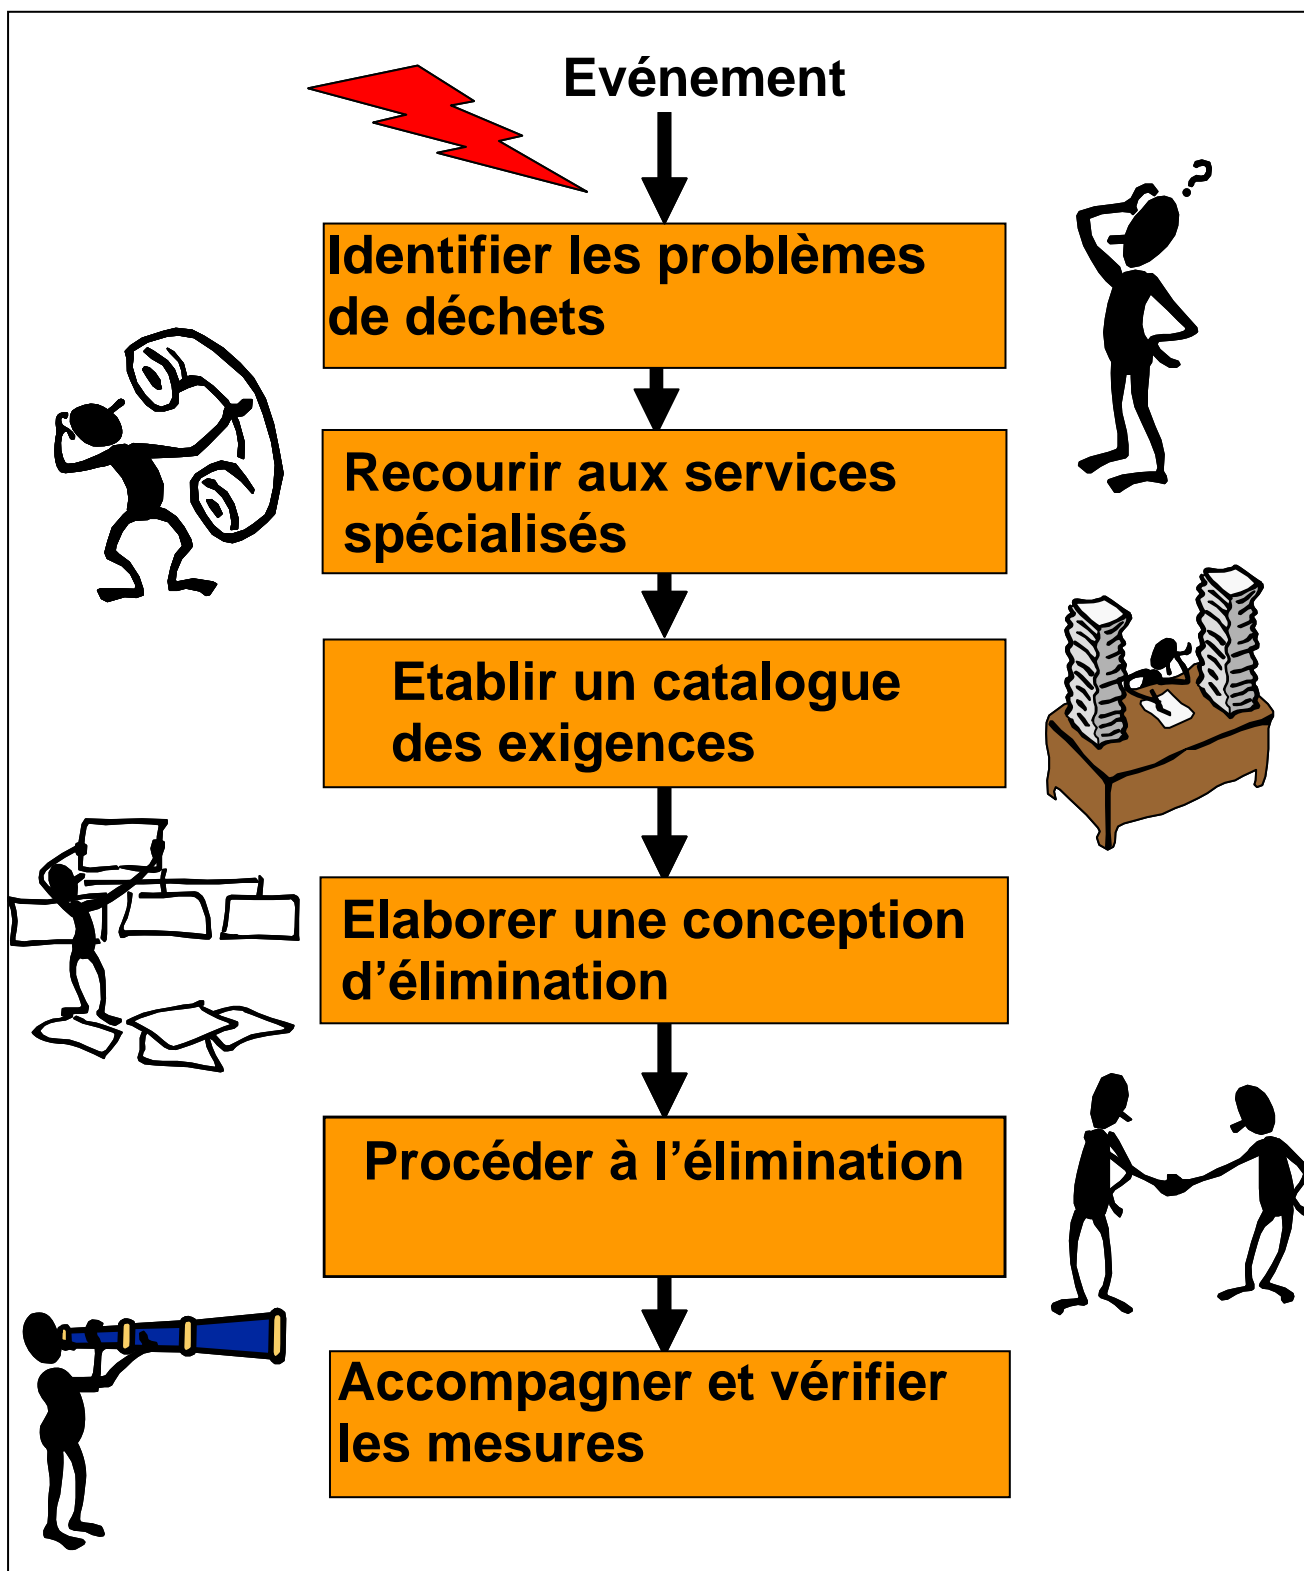 Evénement
?
Identifier les problèmes
de déchets
Recourir aux services
spécialisés
Etablir un catalogue
des exigences
Elaborer une conception
d’élimination
Procéder à l’élimination
Accompagner et vérifier
les mesures